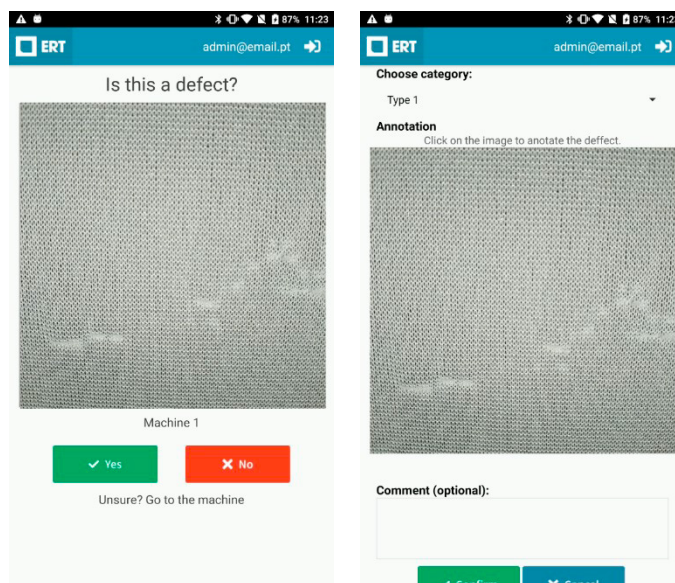 87% 11:23
ERT admin@email.pt
Is this a defect?
Machine 1
Yes No
Unsure? Go to the machine
87% 11:2
ERT admin@email.pt
Choose category:
Type 1
Annotation
Click on the image to anotate the deffect.
Comment (optional):
Confirm Cancel